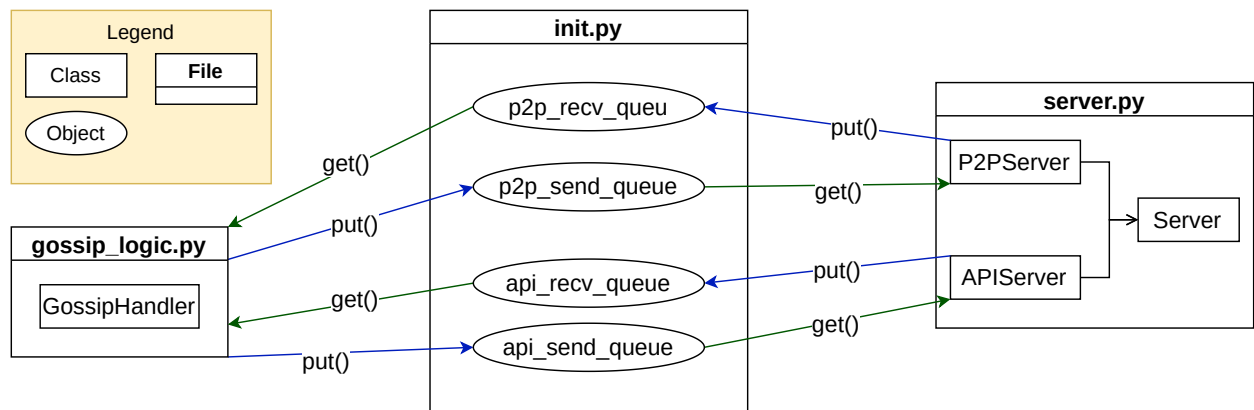 Legend
Class
File
Object
init.py
p2p_recv_queu
p2p_send_queue
api_recv_queue
api_send_queue
server.py
P2PServer
Server
APIServer
gossip_logic.py
GossipHandler
get()
put()
get()
put()
put()
get()
put()
get()